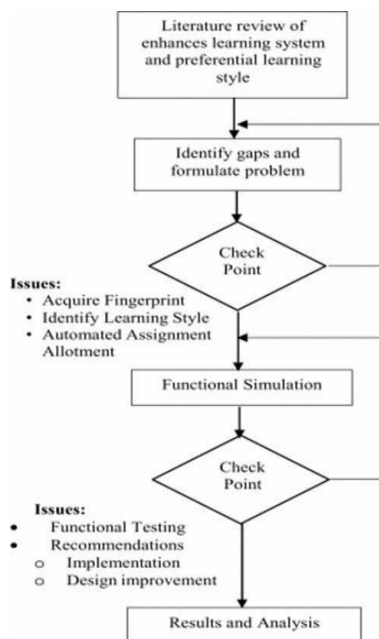 Literature review of
enhances learning system
and preferential learning
style
Identify gaps and
formulate problem
Check
Point
Issues:
• Acquire Fingerprint
• Identify Learning Style
• Automated Assignment
Allotment
Functional Simulation
Check
Point
Issues:
● Functional Testing
● Recommendations
o Implementation
o Design improvement
Results and Analysis